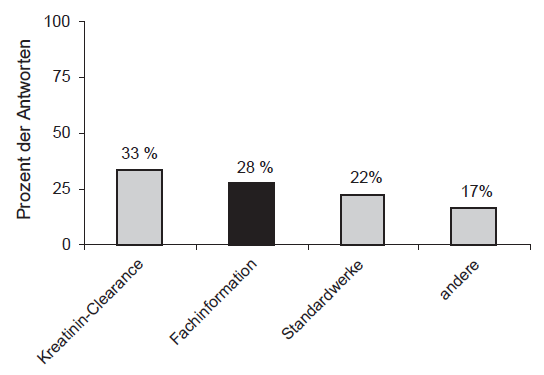 Prozent der Antworten
100
75
50
25
0
33 %
28 %
22%
17%
Kreatinin-Clearance
Fachinformation
Standardwerke
andere